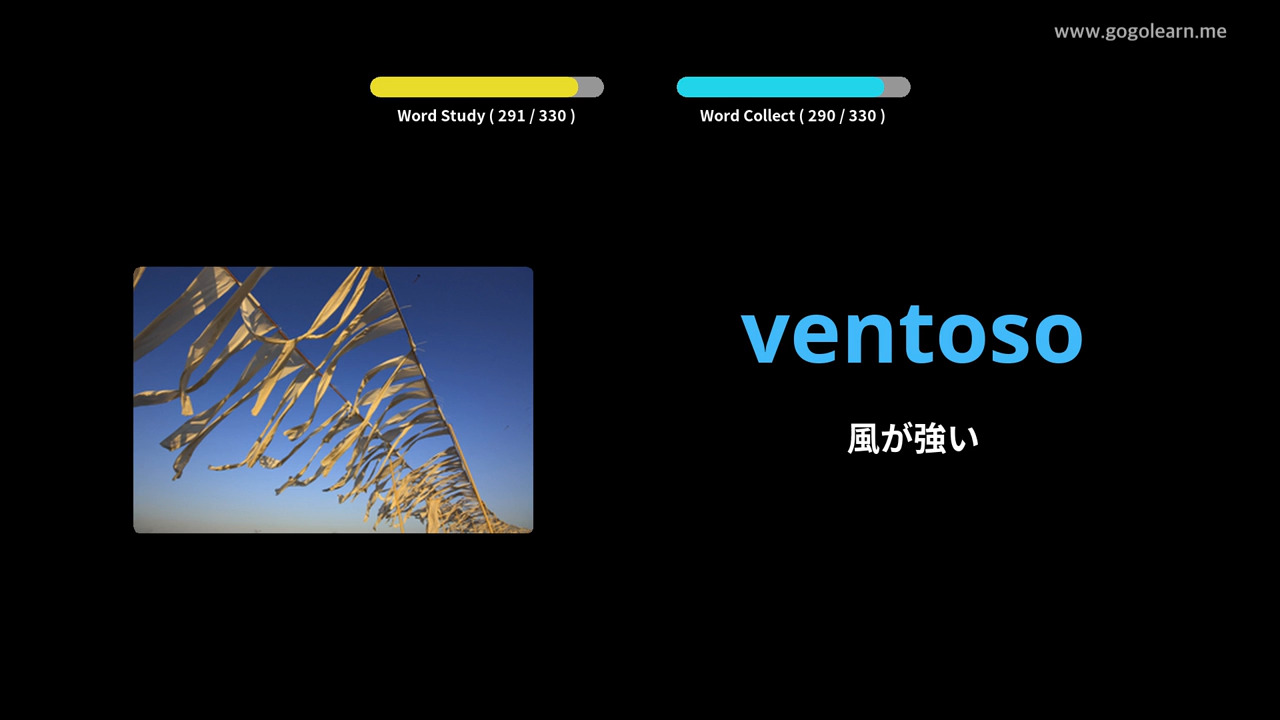 www.gogolearn.me
Word Study ( 291 / 330 )
Word Collect ( 290 / 330 )
ventoso
風が強い